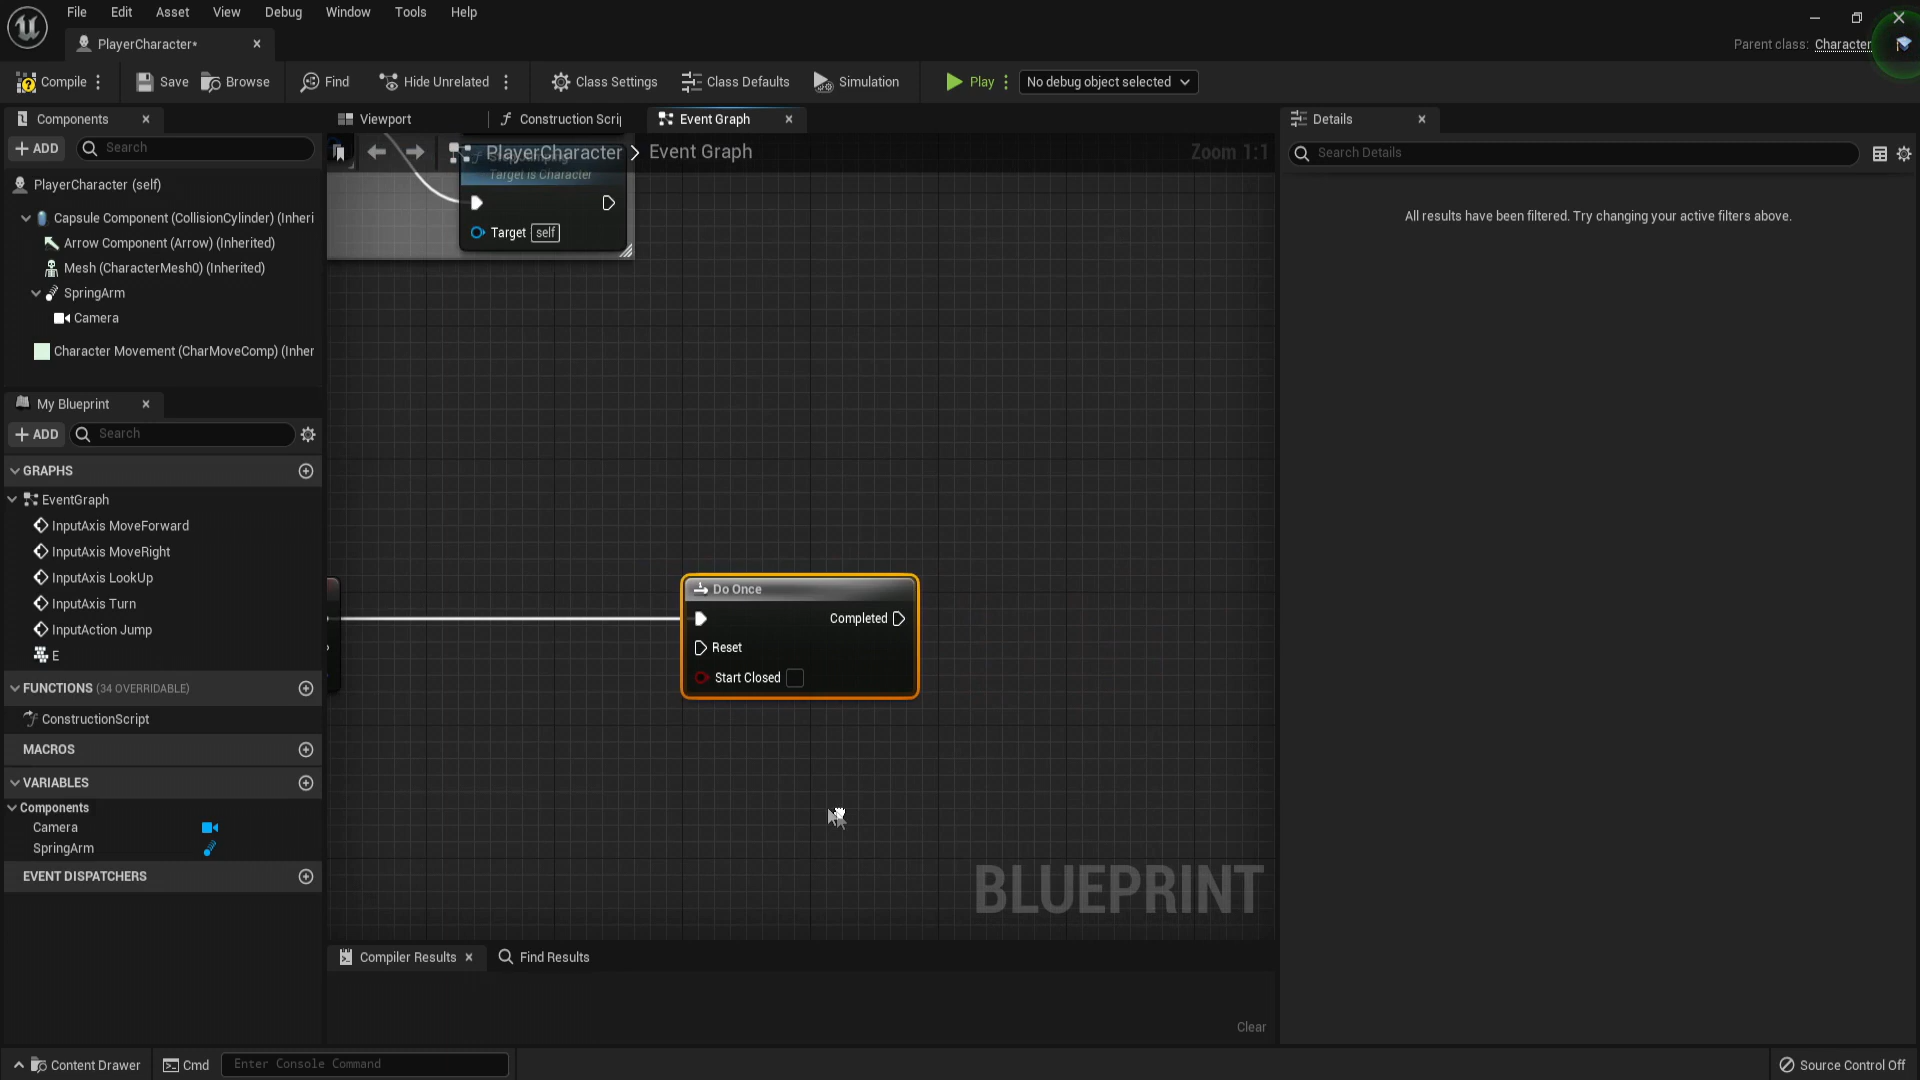 File Edit Asset View Debug Window Tools Help
PlayerCharacter*
Parent class: Character
Compile Save Browse Find Hide Unrelated Class Settings Class Defaults Simulation Play No debug object selected
Components
Viewport Construction Scrip Event Graph
Details
ADD Search
PlayerCharacter > Event Graph
Zoom 1:1
Search Details
Target is Character
PlayerCharacter (self)
All results have been filtered. Try changing your active filters above.
Capsule Component (CollisionCylinder) (Inheri
Target self
Arrow Component (Arrow) (Inherited)
Mesh (CharacterMesh0) (Inherited)
SpringArm
Camera
Character Movement (CharMoveComp) (Inher
My Blueprint
ADD Search
GRAPHS
EventGraph
InputAxis MoveForward
InputAxis MoveRight
InputAxis LookUp
InputAxis Turn
InputAction Jump
E
Do Once
Completed
Reset
Start Closed
FUNCTIONS (34 OVERRIDABLE)
ConstructionScript
MACROS
VARIABLES
Components
Camera
SpringArm
EVENT DISPATCHERS
BLUEPRINT
Compiler Results Find Results
Clear
Content Drawer Cmd Enter Console Command
Source Control Off